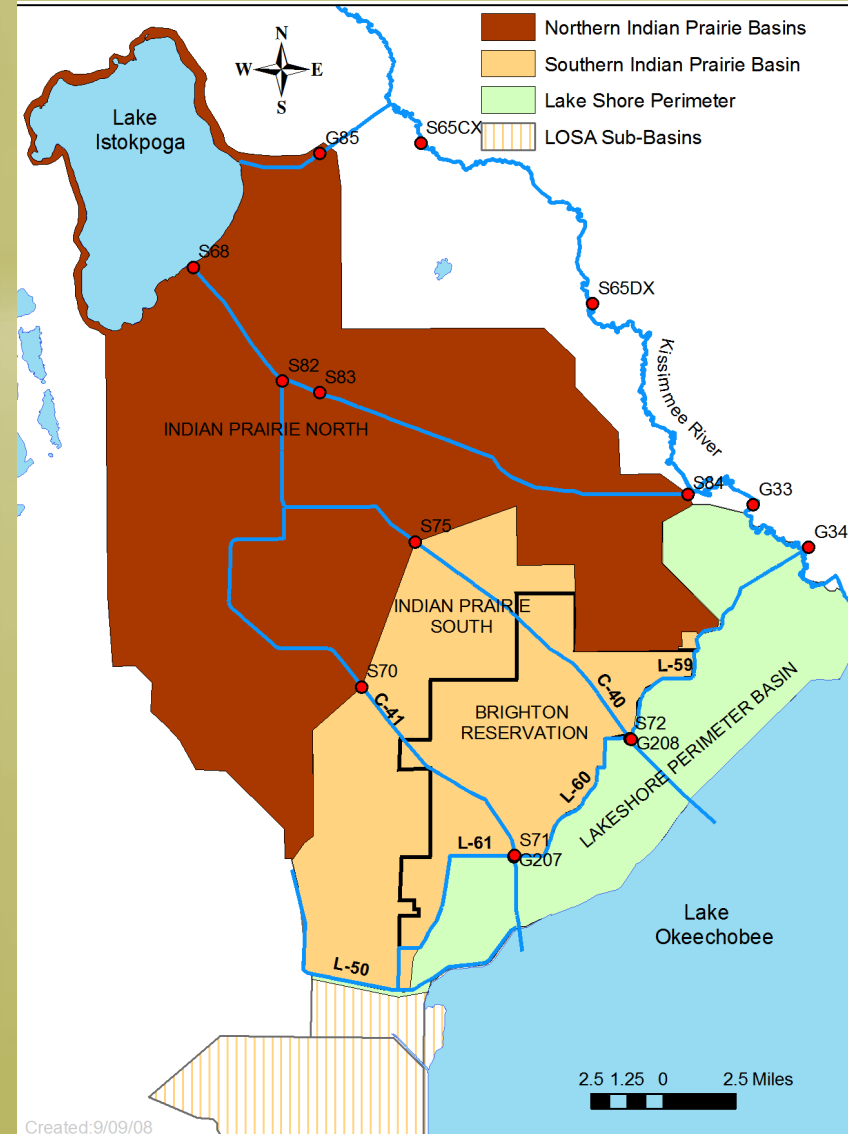 Northern Indian Prairie Basins
Southern Indian Prairie Basin
Lake Shore Perimeter
LOSA Sub-Basins
N
W E
S
Lake
Istokpoga
G85
S65CX
S68
S65DX
Kissimmee River
S82
S83
INDIAN PRAIRIE NORTH
S84
G33
G34
S75
INDIAN PRAIRIE
SOUTH
L-59
S70
C-41
C-40
BRIGHTON
RESERVATION
S72
G208
LAKESHORE PERIMETER BASIN
L-60
L-61
S71
G207
Lake
Okeechobee
L-50
2.5 1.25 0 2.5 Miles
Created:9/09/08